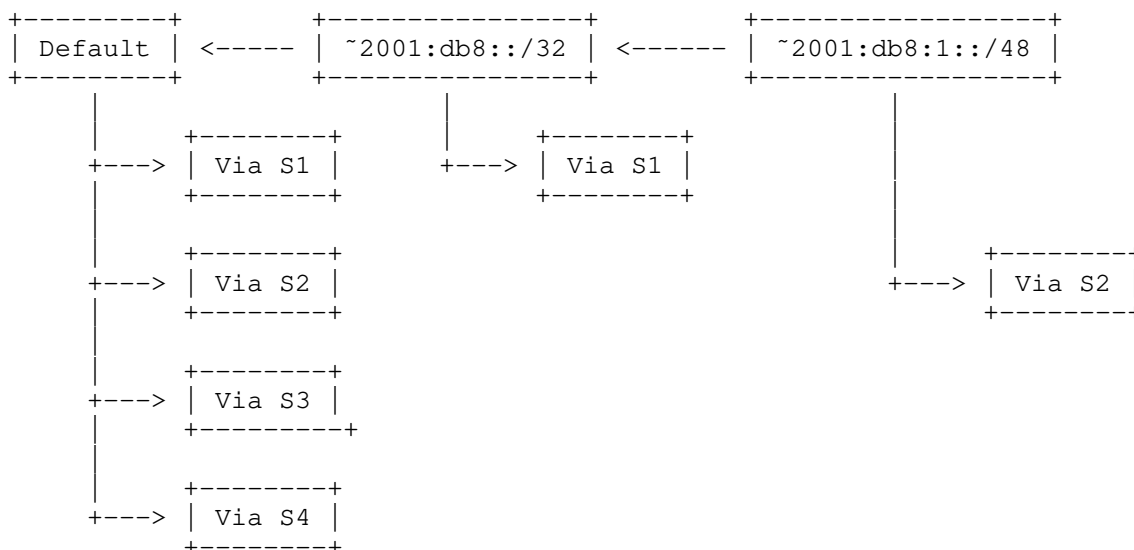 +---------+         +----------------+         +------------------+
| Default | <----- | ~2001:db8::/32 | <------ | ~2001:db8:1::/48 |
+---------+         +----------------+         +------------------+
     |                       |                          |
     |     +--------+        |     +--------+           |
     +---> | Via S1 |        +---> | Via S1 |           |
     |     +--------+              +--------+           |
     |                                                  |
     |     +--------+                                   |     +--------
     +---> | Via S2 |                                   +---> | Via S2 |
     |     +--------+                                         +--------
     |
     |     +--------+
     +---> | Via S3 |
     |     +---------+
     |
     |     +--------+
     +---> | Via S4 |
           +--------+